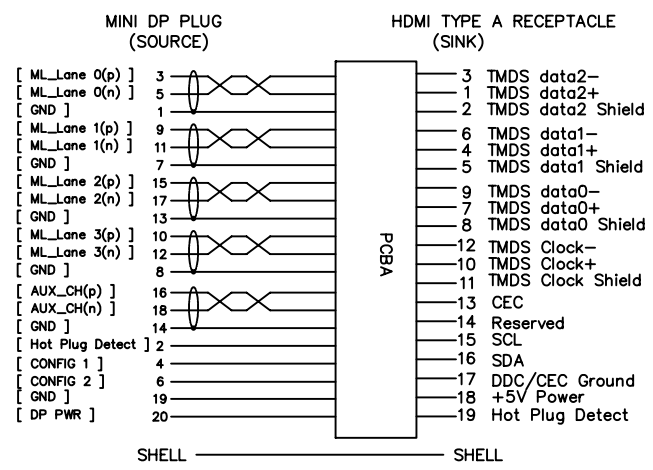 MINI DP PLUG
(SOURCE)
HDMI TYPE A RECEPTACLE
(SINK)
[ ML_Lane 0(p) ] 3
[ ML_Lane 0(n) ] 5
[ GND ] 1
[ ML_Lane 1(p) ] 9
[ ML_Lane 1(n) ] 11
[ GND ] 7
[ ML_Lane 2(p) ] 15
[ ML_Lane 2(n) ] 17
[ GND ] 13
[ ML_Lane 3(p) ] 10
[ ML_Lane 3(n) ] 12
[ GND ] 8
[ AUX_CH(p) ] 16
[ AUX_CH(n) ] 18
[ GND ] 14
[ Hot Plug Detect ] 2
[ CONFIG 1 ] 4
[ CONFIG 2 ] 6
[ GND ] 19
[ DP PWR ] 20
PCBA
3 TMDS data2-
1 TMDS data2+
2 TMDS data2 Shield
6 TMDS data1-
4 TMDS data1+
5 TMDS data1 Shield
9 TMDS data0-
7 TMDS data0+
8 TMDS data0 Shield
12 TMDS Clock-
10 TMDS Clock+
11 TMDS Clock Shield
13 CEC
14 Reserved
15 SCL
16 SDA
17 DDC/CEC Ground
18 +5V Power
19 Hot Plug Detect
SHELL
SHELL